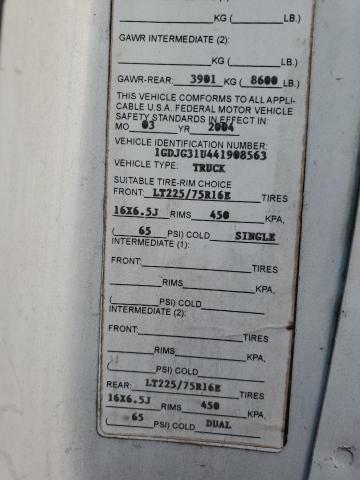 KG ( LB.)
GAWR INTERMEDIATE (2):
KG ( LB.)
GAWR-REAR: 3901 KG ( 8600 LB.)
THIS VEHICLE COMFORMS TO ALL APPLI-
CABLE U.S.A. FEDERAL MOTOR VEHICLE
SAFETY STANDARDS IN EFFECT IN:
MO 03 YR 2004
VEHICLE IDENTIFICATION NUMBER:
1GDJG31U441908563
VEHICLE TYPE: TRUCK
SUITABLE TIRE-RIM CHOICE
FRONT: LT225/75R16E TIRES
16X6.5J RIMS 450 KPA,
( 65 PSI) COLD SINGLE
INTERMEDIATE (1):
FRONT: TIRES
RIMS KPA,
( PSI) COLD
INTERMEDIATE (2):
FRONT: TIRES
RIMS KPA,
( PSI) COLD
REAR: LT225/75R16E TIRES
16X6.5J RIMS 450 KPA,
( 65 PSI) COLD DUAL